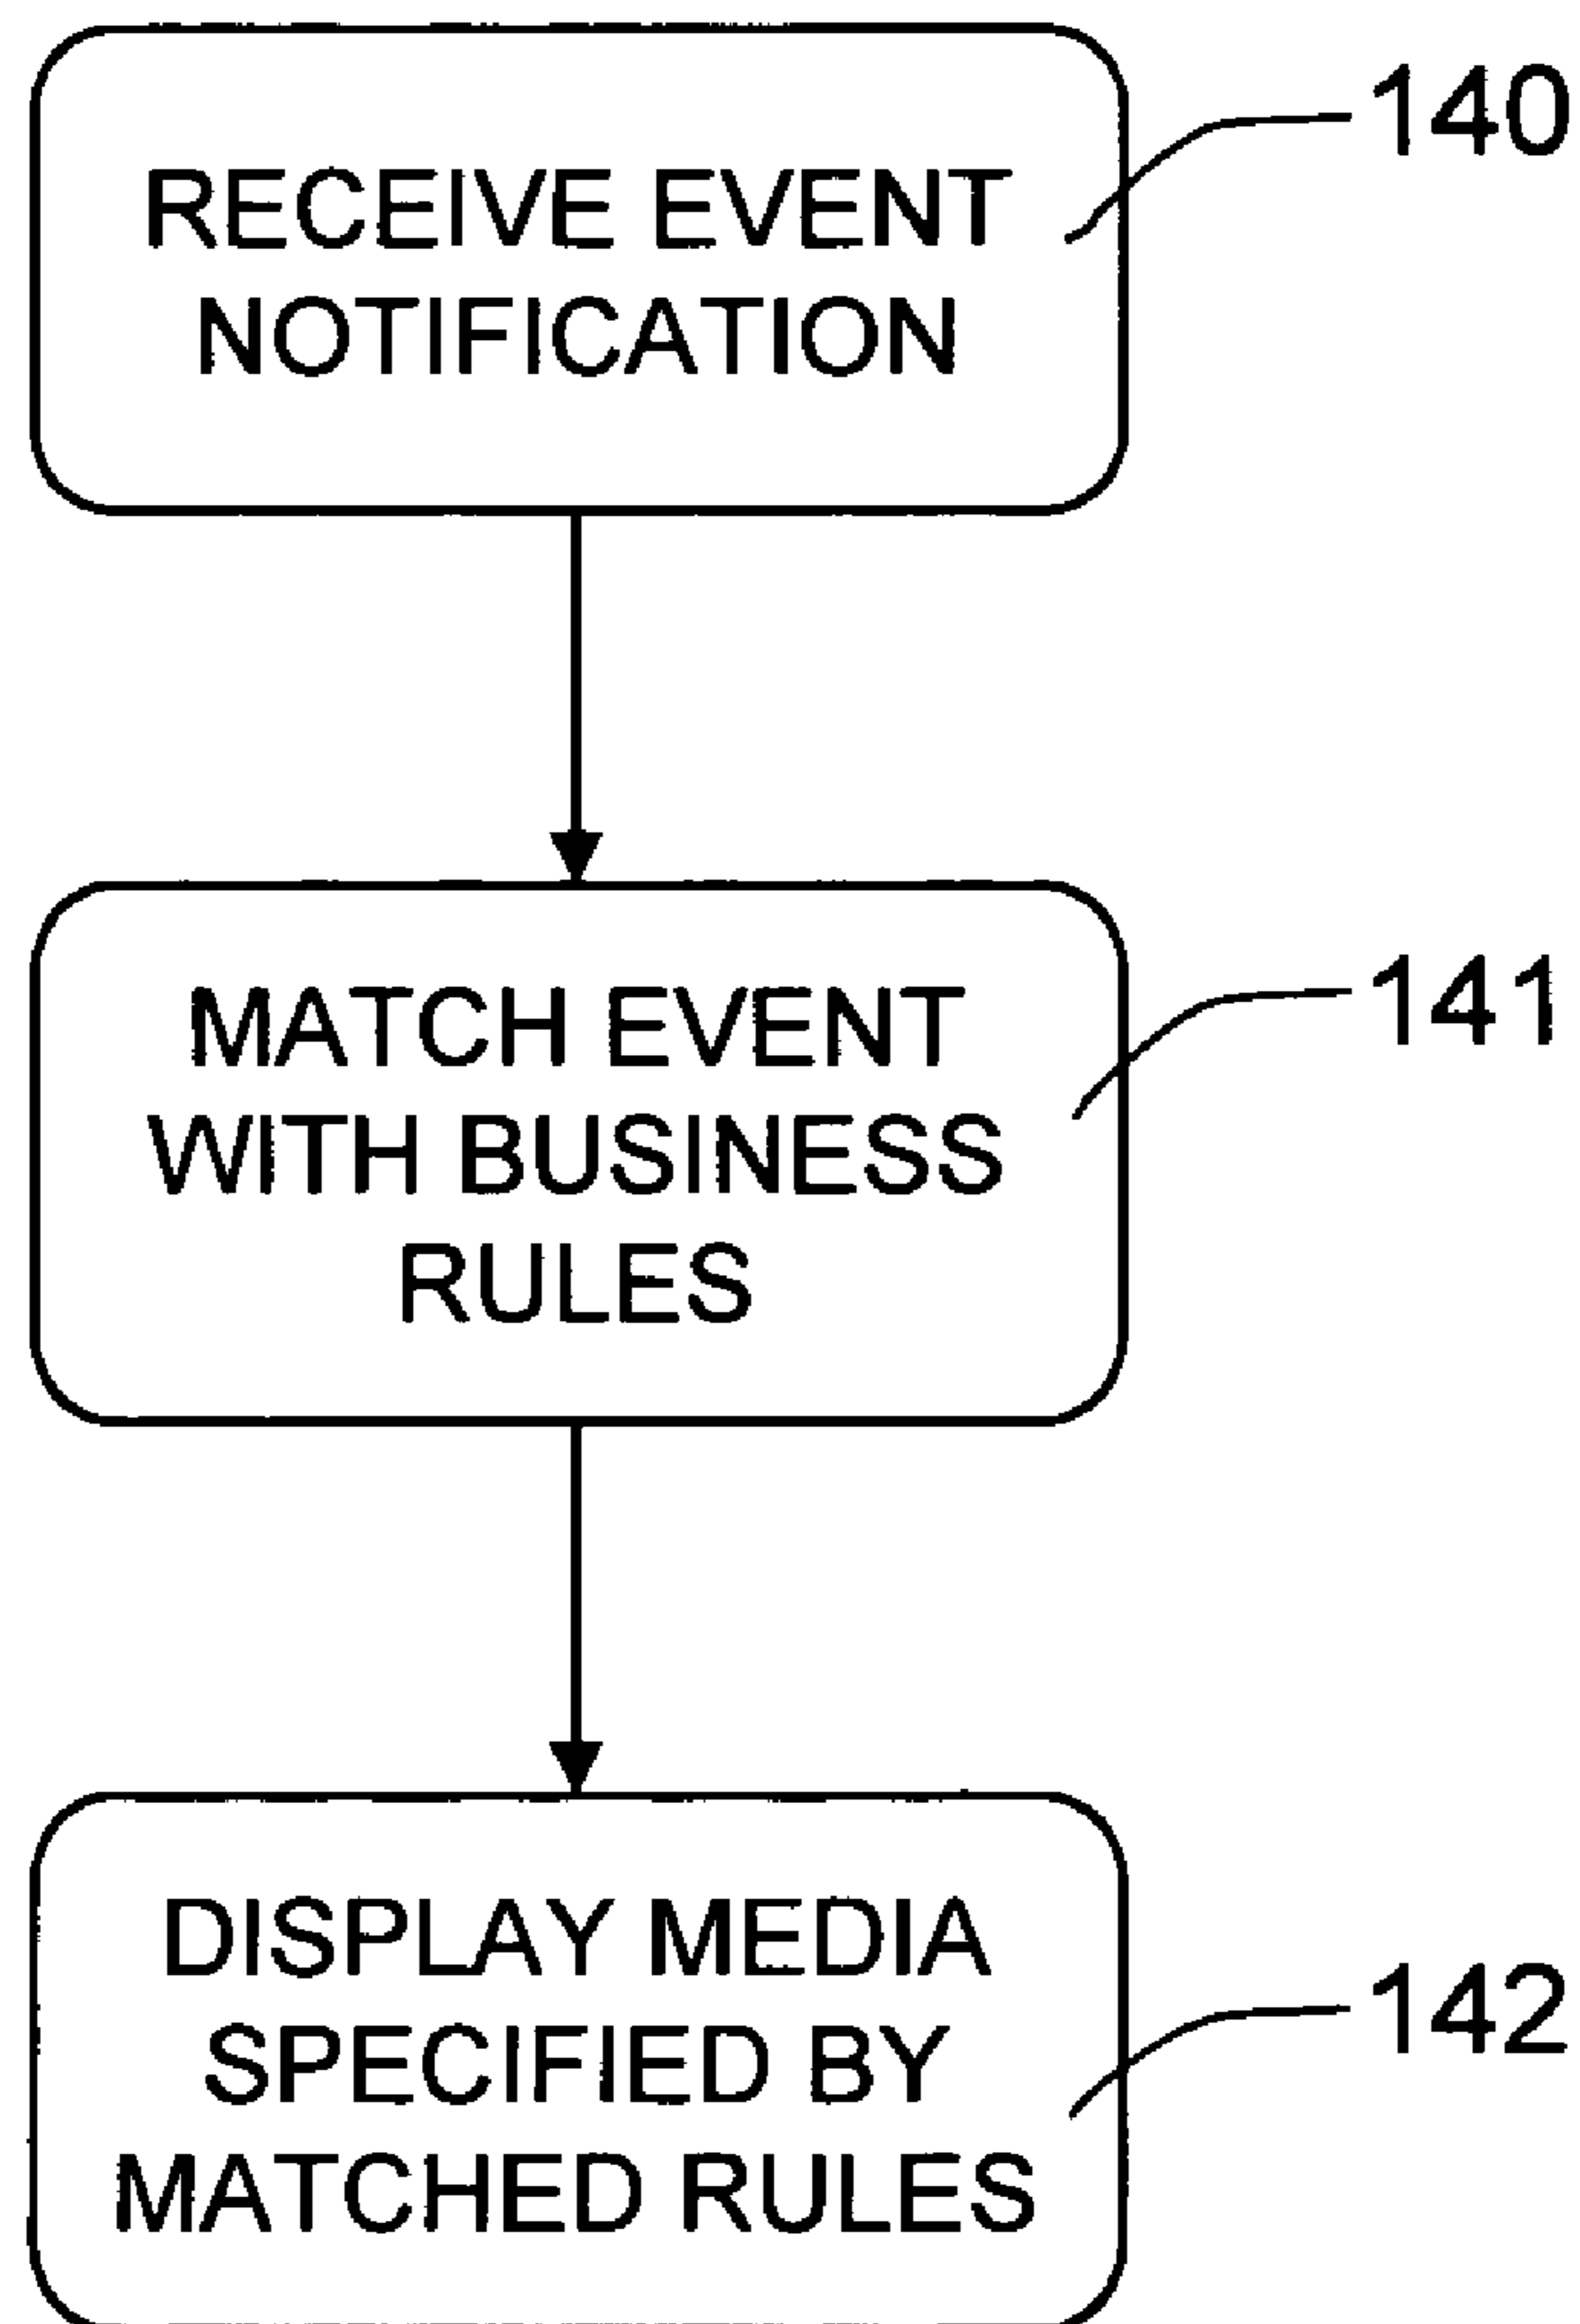 RECEIVE EVENT
NOTIFICATION
140
MATCH EVENT
WITH BUSINESS
RULES
141
DISPLAY MEDIA
SPECIFIED BY
MATCHED RULES
142